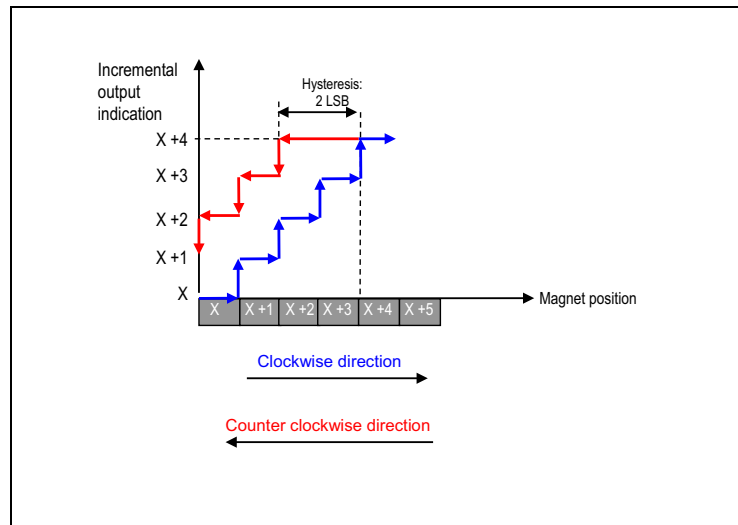 Incremental
output
indication
Hysteresis:
2 LSB
X +4
X +3
X +2
X +1
X
X X +1 X +2 X +3 X +4 X +5
Magnet position
Clockwise direction
Counter clockwise direction